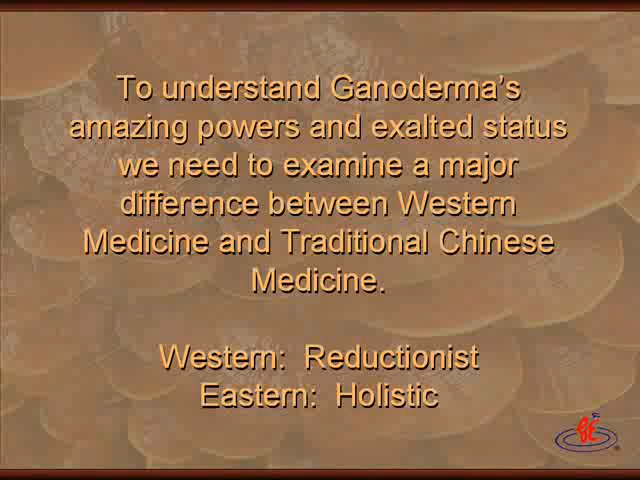 To understand Ganoderma's
amazing powers and exalted status
we need to examine a major
difference between Western
Medicine and Traditional Chinese
Medicine.
Western:  Reductionist
Eastern:  Holistic